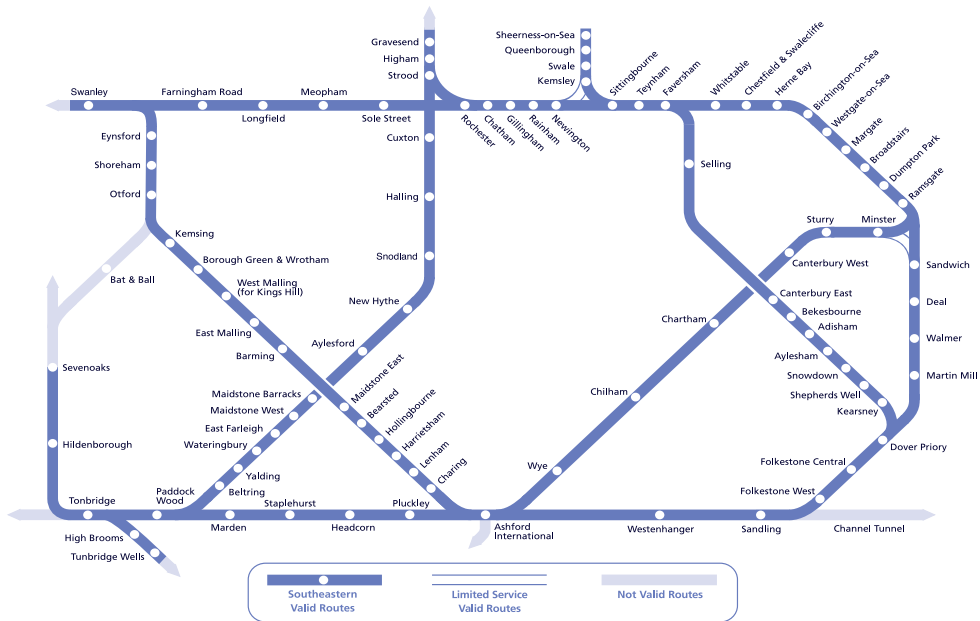 Gravesend
Higham
Strood
Sheerness-on-Sea
Queenborough
Swale
Kemsley
Swanley
Farningham Road
Longfield
Meopham
Sole Street
Rochester
Chatham
Gillingham
Rainham
Newington
Sittingbourne
Teynham
Faversham
Whitstable
Chestfield & Swalecliffe
Herne Bay
Birchington-on-Sea
Westgate-on-Sea
Margate
Broadstairs
Dumpton Park
Ramsgate
Eynsford
Shoreham
Otford
Cuxton
Halling
Snodland
New Hythe
Aylesford
Selling
Sturry
Minster
Canterbury West
Sandwich
Deal
Walmer
Martin Mill
Kemsing
Borough Green & Wrotham
West Malling
(for Kings Hill)
East Malling
Barming
Bat & Ball
Sevenoaks
Hildenborough
Canterbury East
Bekesbourne
Adisham
Aylesham
Snowdown
Shepherds Well
Kearsney
Chartham
Chilham
Wye
Maidstone Barracks
Maidstone West
East Farleigh
Wateringbury
Yalding
Beltring
Maidstone East
Bearsted
Hollingbourne
Harrietsham
Lenham
Charing
Dover Priory
Folkestone Central
Folkestone West
Tonbridge
Paddock
Wood
Marden
Staplehurst
Headcorn
Pluckley
Ashford
International
Westenhanger
Sandling
Channel Tunnel
High Brooms
Tunbridge Wells
Southeastern
Valid Routes
Limited Service
Valid Routes
Not Valid Routes